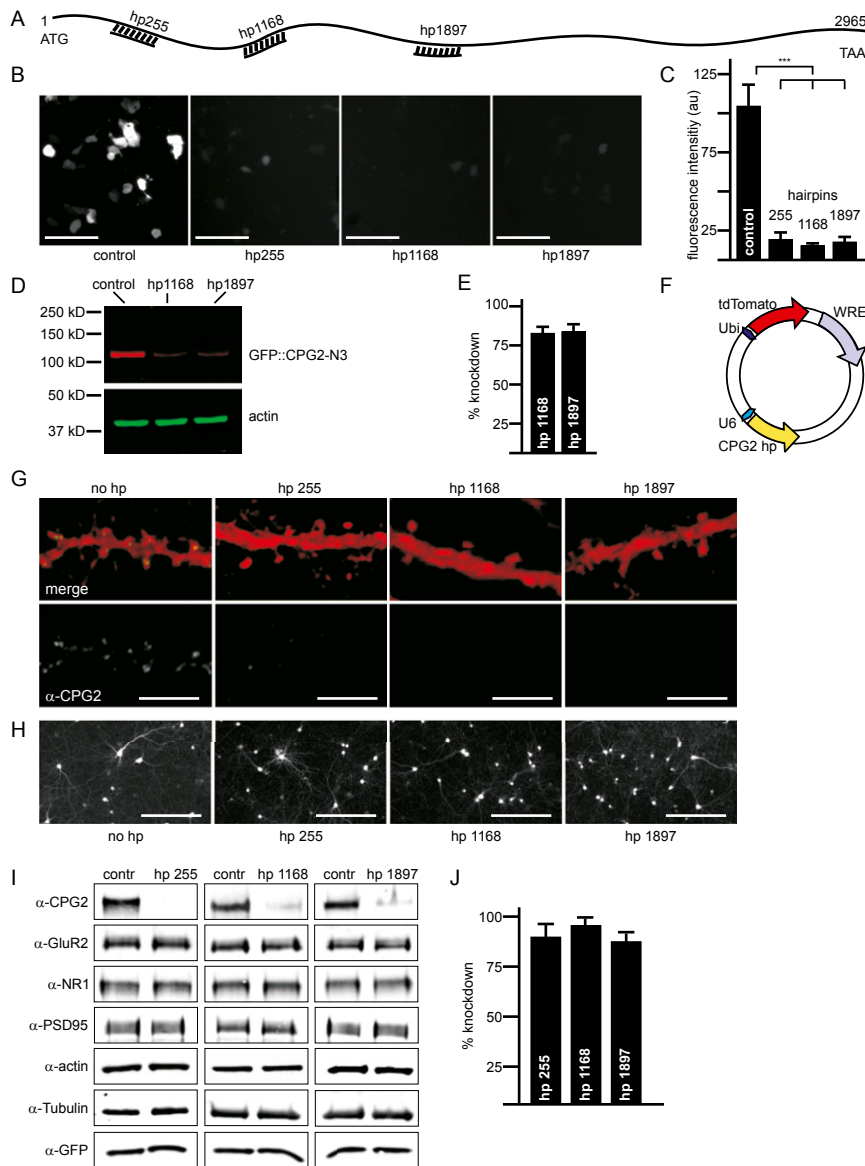 A
1
ATG
hp255
hp1168
hp1897
2965
TAA
B
control
hp255
hp1168
hp1897
C
fluorescence intensitiy (au)
125
75
25
***
hairpins
control
255
1168
1897
D
control hp1168 hp1897
250 kD
150 kD
100 kD
50 kD
37 kD
GFP::CPG2-N3
actin
E
% knockdown
100
75
25
hp 1168
hp 1897
F
tdTomato
WRE
Ubi
U6
CPG2 hp
G
no hp hp 255 hp 1168 hp 1897
merge
α-CPG2
H
no hp hp 255 hp 1168 hp 1897
I
contr hp 255 contr hp 1168 contr hp 1897
α-CPG2
α-GluR2
α-NR1
α-PSD95
α-actin
α-Tubulin
α-GFP
J
% knockdown
100
75
50
25
hp 255
hp 1168
hp 1897